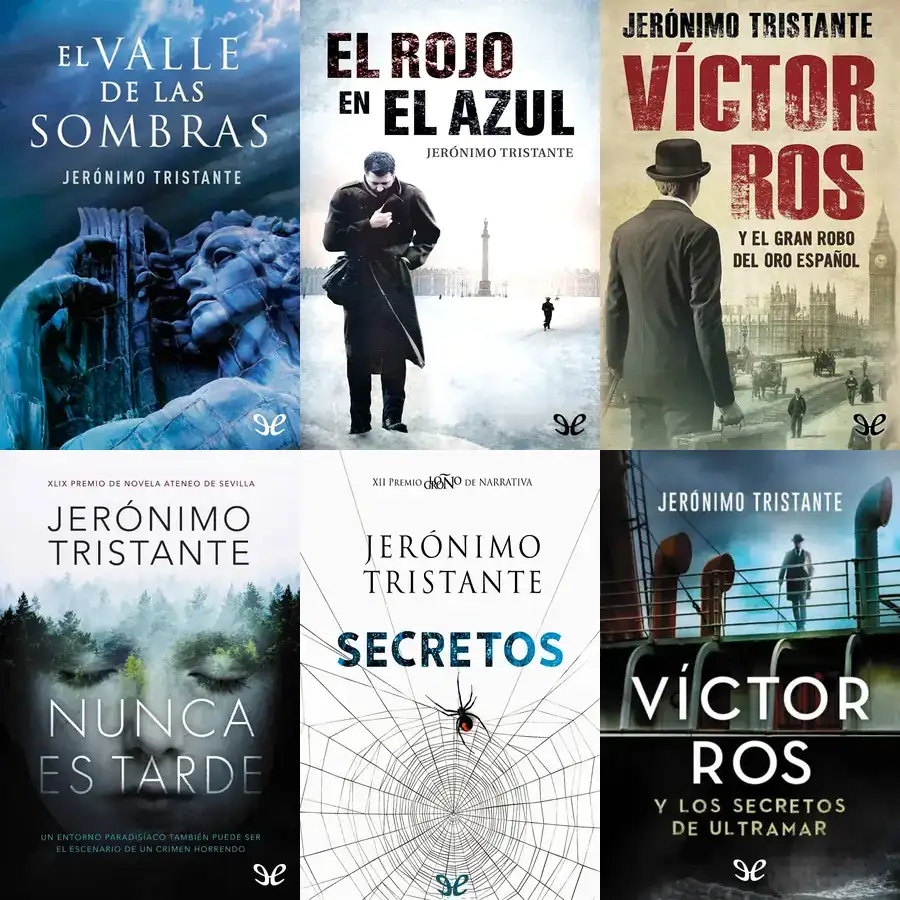 EL VALLE
DE LAS
SOMBRAS
JERÓNIMO TRISTANTE
EL ROJO
EN EL AZUL
JERÓNIMO TRISTANTE
JERÓNIMO TRISTANTE
VÍCTOR
ROS
Y EL GRAN ROBO
DEL ORO ESPAÑOL
XLIX PREMIO DE NOVELA ATENEO DE SEVILLA
JERÓNIMO
TRISTANTE
NUNCA
ES TARDE
UN ENTORNO PARADISÍACO TAMBIÉN PUEDE SER
EL ESCENARIO DE UN CRIMEN HORRENDO
XII PREMIO LOGROÑO DE NARRATIVA
JERÓNIMO
TRISTANTE
SECRETOS
JERÓNIMO TRISTANTE
VÍCTOR
ROS
Y LOS SECRETOS
DE ULTRAMAR